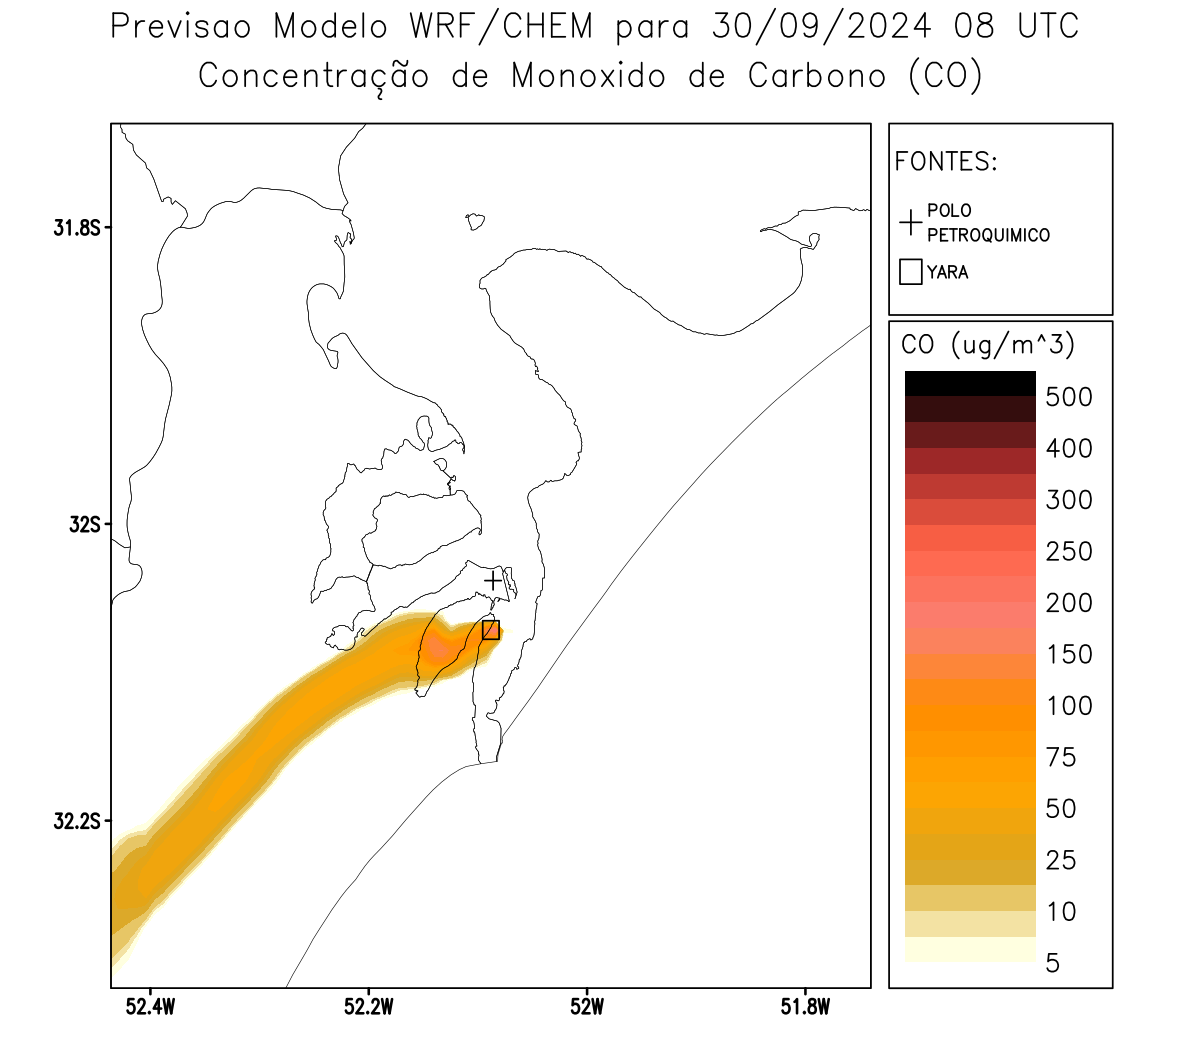 Previsao Modelo WRF/CHEM para 30/09/2024 08 UTC
Concentração de Monoxido de Carbono (CO)
FONTES:
POLO
PETROQUIMICO
YARA
CO (ug/m^3)
500
400
300
250
200
150
100
75
50
25
10
5
31.8S
32S
32.2S
52.4W
52.2W
52W
51.8W